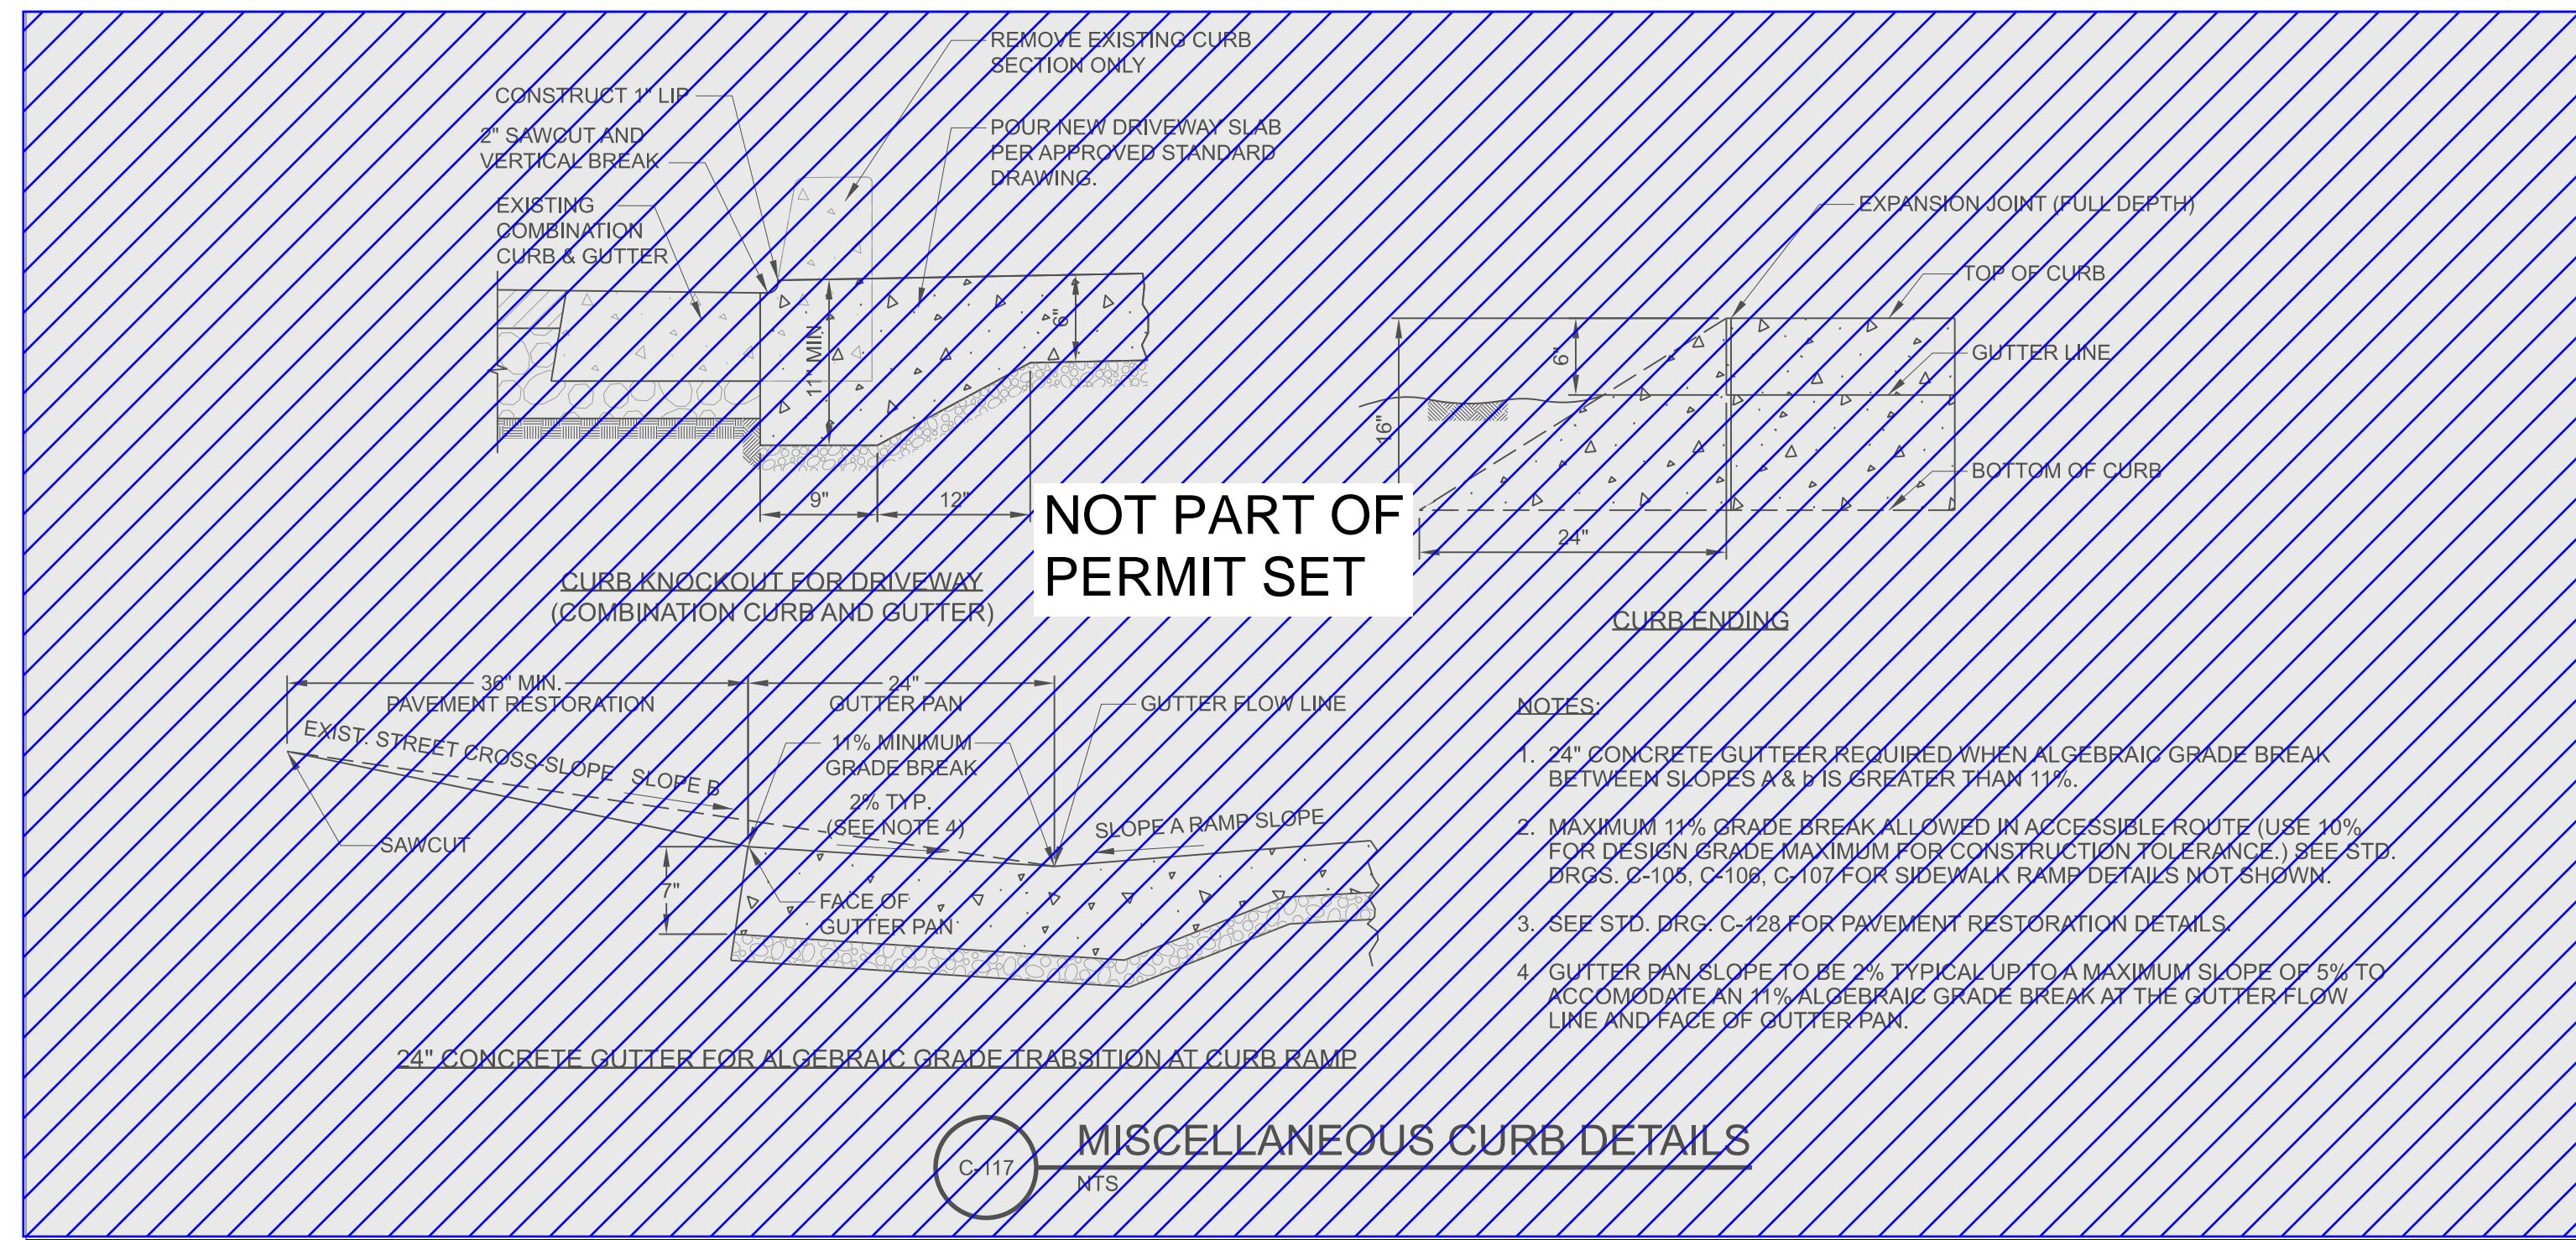 REMOVE EXISTING CURB
SECTION ONLY
CONSTRUCT 1" LIP
2" SAWCUT AND
VERTICAL BREAK
POUR NEW DRIVEWAY SLAB
PER APPROVED STANDARD
DRAWING.
EXISTING
COMBINATION
CURB & GUTTER
11" MIN.
6"
9"
12"
CURB KNOCKOUT FOR DRIVEWAY
(COMBINATION CURB AND GUTTER)
EXPANSION JOINT (FULL DEPTH)
TOP OF CURB
GUTTER LINE
BOTTOM OF CURB
6"
16"
24"
CURB ENDING
NOT PART OF
PERMIT SET
36" MIN.
PAVEMENT RESTORATION
24"
GUTTER PAN
GUTTER FLOW LINE
EXIST. STREET CROSS-SLOPE SLOPE B
11% MINIMUM
GRADE BREAK
2% TYP.
(SEE NOTE 4)
SLOPE A RAMP SLOPE
SAWCUT
7"
FACE OF
GUTTER PAN
24" CONCRETE GUTTER FOR ALGEBRAIC GRADE TRABSITION AT CURB RAMP
NOTES:
1. 24" CONCRETE GUTTEER REQUIRED WHEN ALGEBRAIC GRADE BREAK
BETWEEN SLOPES A & b IS GREATER THAN 11%.
2. MAXIMUM 11% GRADE BREAK ALLOWED IN ACCESSIBLE ROUTE (USE 10%
FOR DESIGN GRADE MAXIMUM FOR CONSTRUCTION TOLERANCE.) SEE STD.
DRGS. C-105, C-106, C-107 FOR SIDEWALK RAMP DETAILS NOT SHOWN.
3. SEE STD. DRG. C-128 FOR PAVEMENT RESTORATION DETAILS.
4. GUTTER PAN SLOPE TO BE 2% TYPICAL UP TO A MAXIMUM SLOPE OF 5% TO
ACCOMODATE AN 11% ALGEBRAIC GRADE BREAK AT THE GUTTER FLOW
LINE AND FACE OF GUTTER PAN.
C-117
MISCELLANEOUS CURB DETAILS
NTS